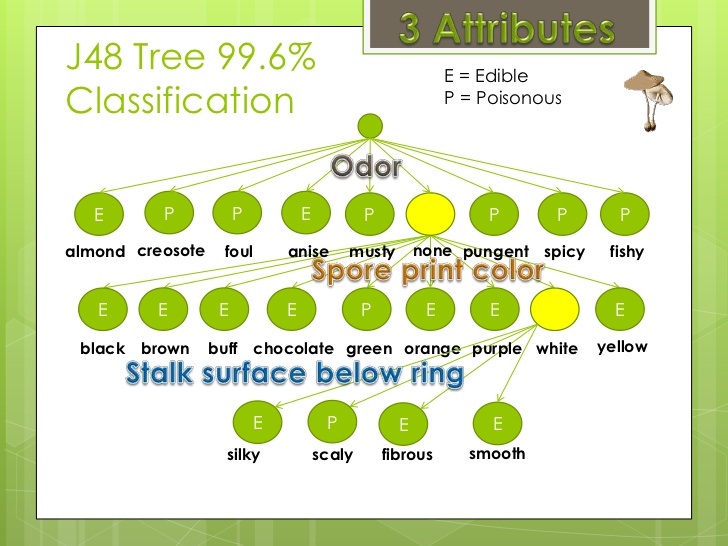 3 Attributes
J48 Tree 99.6%
Classification
E = Edible
P = Poisonous
Odor
E P P E P P P P
almond creosote foul anise musty none pungent spicy fishy
Spore print color
E E E E P E E E
black brown buff chocolate green orange purple white yellow
Stalk surface below ring
E P E E
silky scaly fibrous smooth